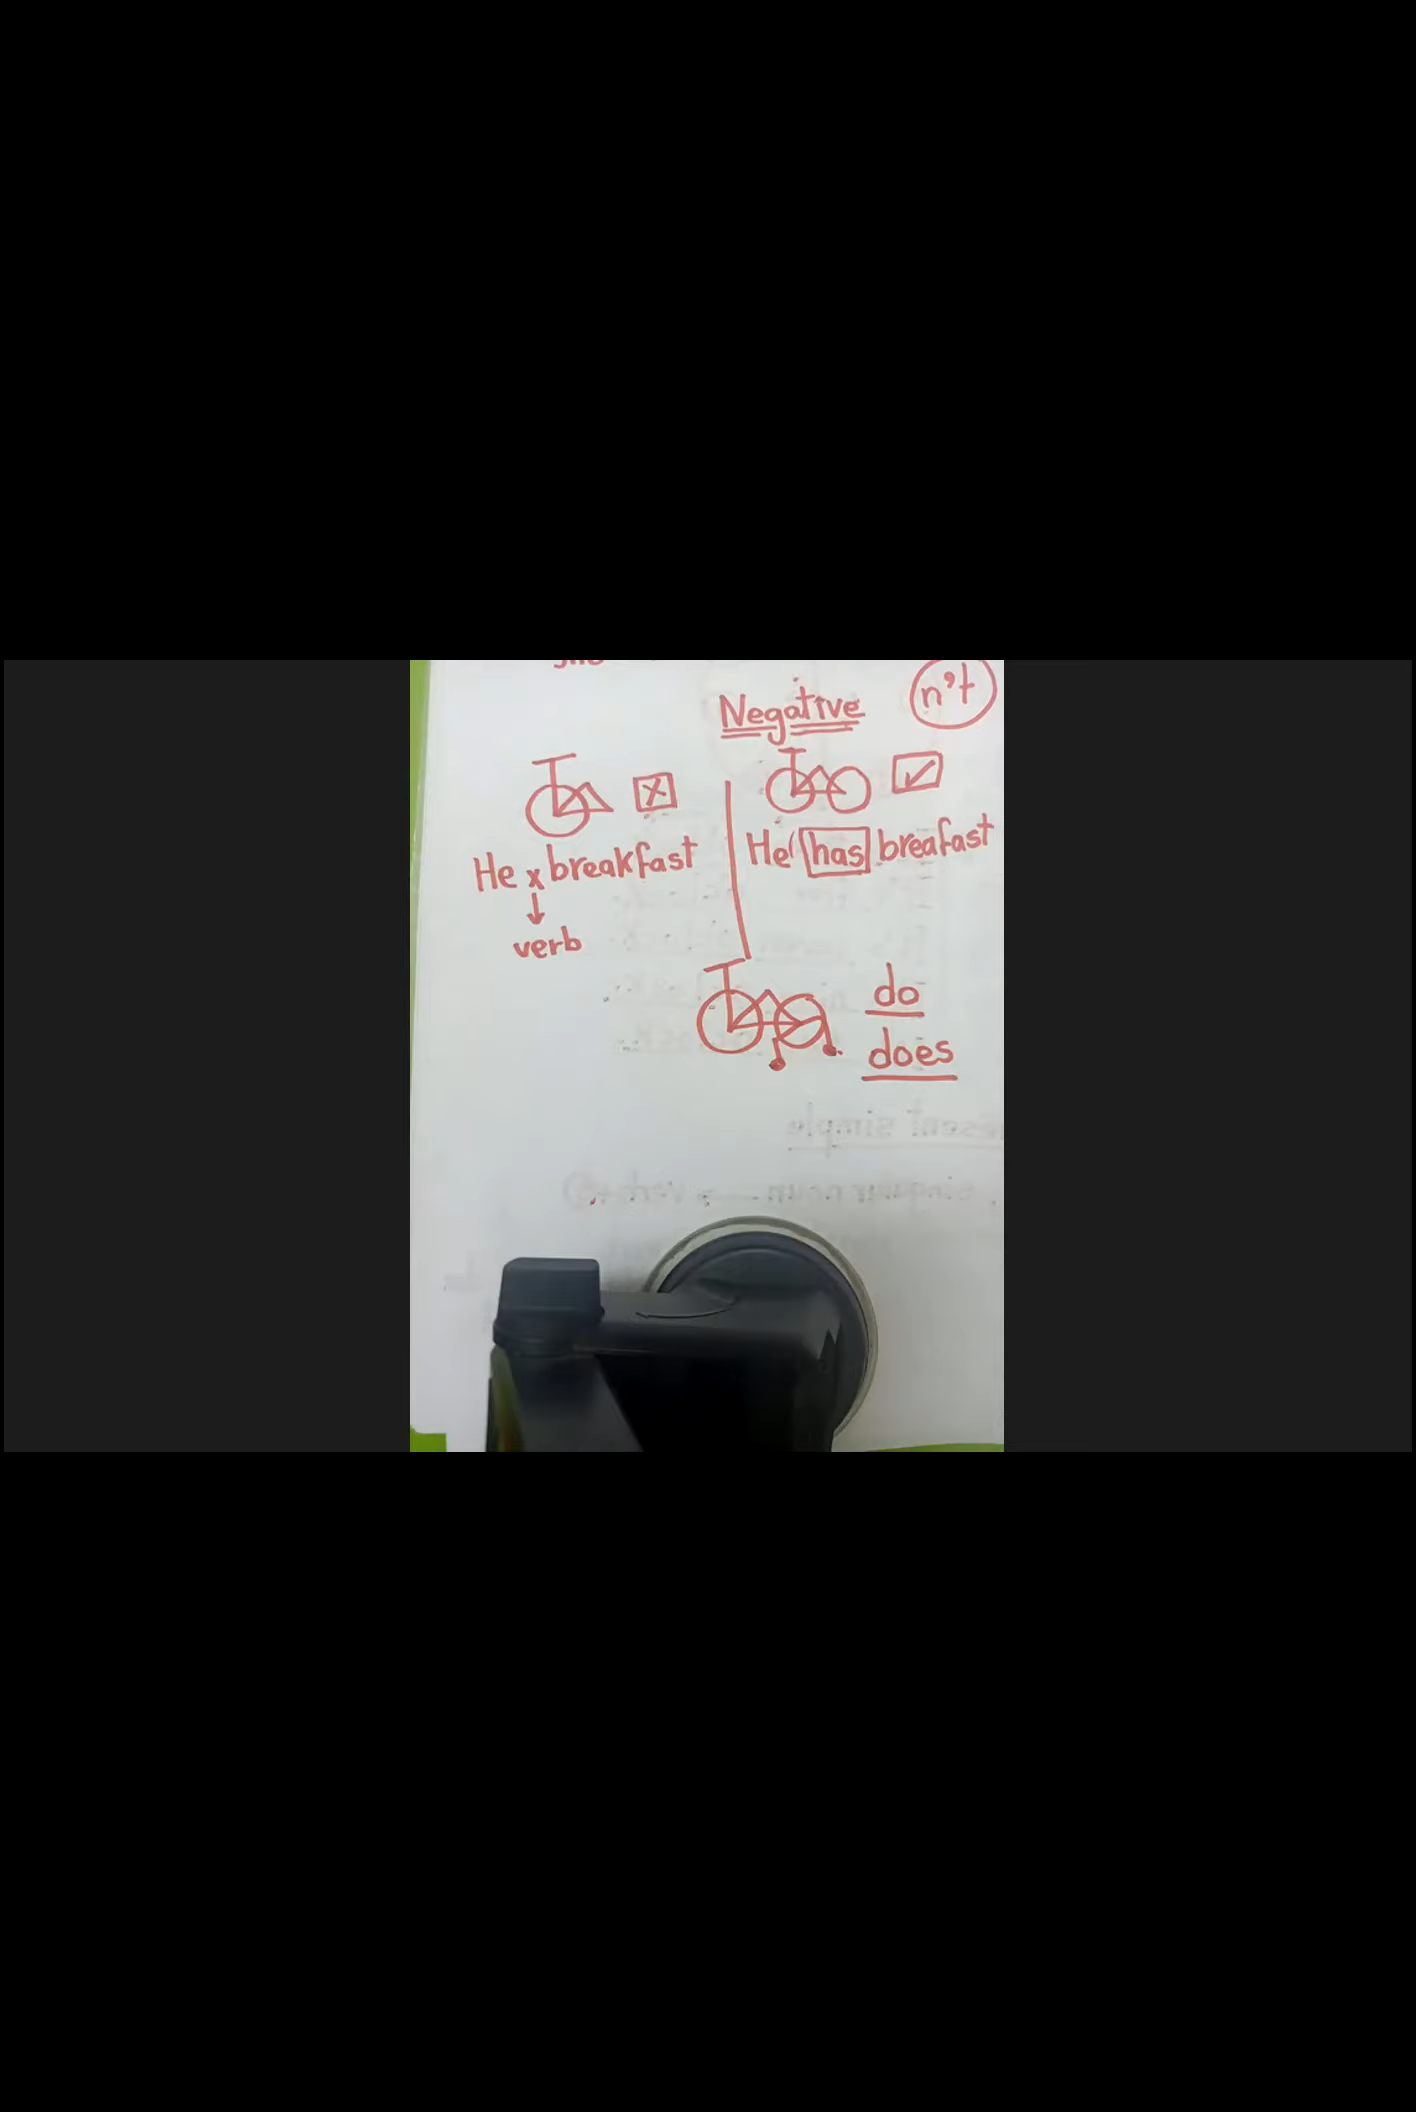 Negative
n't
x
✓
He x breakfast
He has breafast
↓
verb
do
does